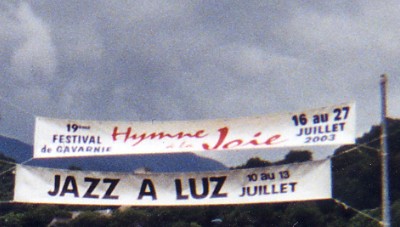 19ème FESTIVAL de GAVARNIE
Hymne à la Joie
16 au 27 JUILLET 2003
JAZZ A LUZ 10 au 13 JUILLET